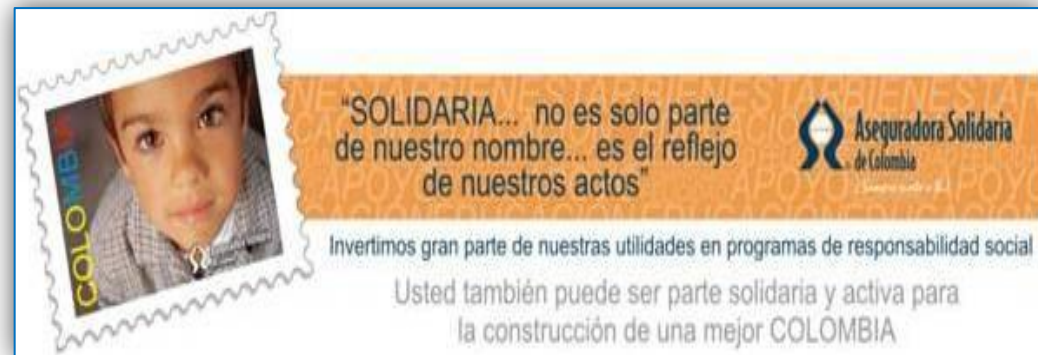 COLOMBIA
"SOLIDARIA... no es solo parte
de nuestro nombre... es el reflejo
de nuestros actos"
Aseguradora Solidaria
de Colombia
Invertimos gran parte de nuestras utilidades en programas de responsabilidad social
Usted también puede ser parte solidaria y activa para
la construcción de una mejor COLOMBIA